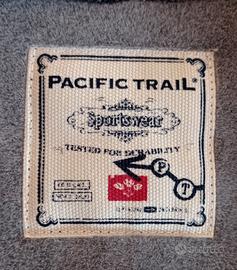 PACIFIC TRAIL®
Sportswear
TESTED FOR DURABILITY
P
T